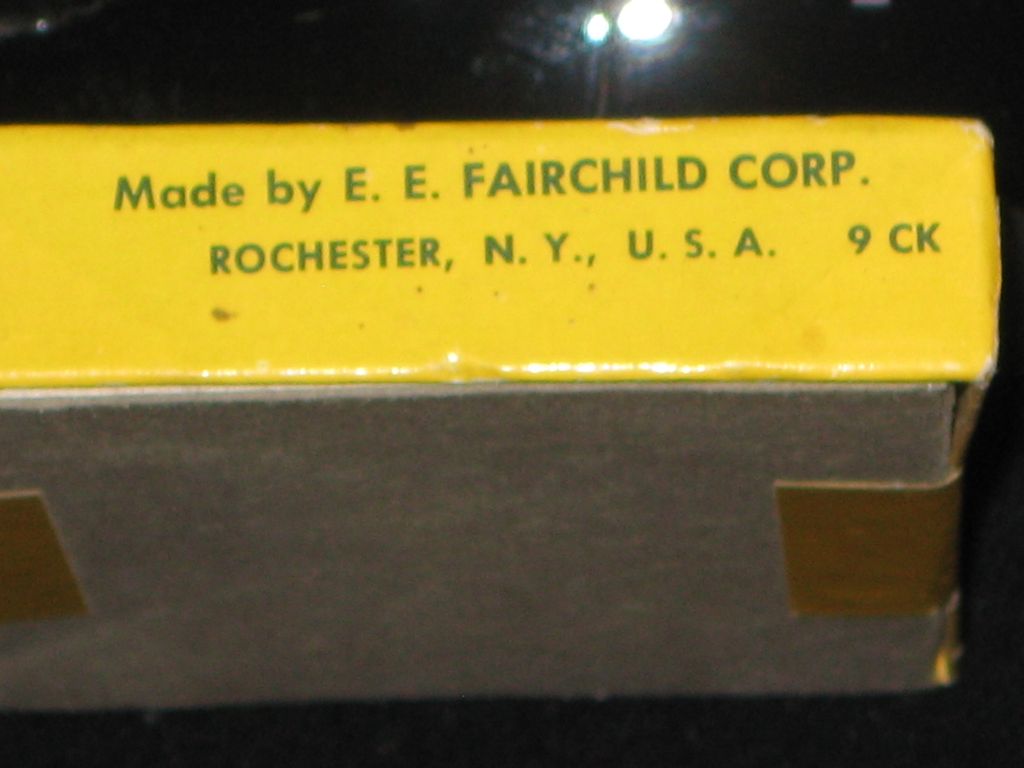 Made by E. E. FAIRCHILD CORP.
ROCHESTER, N. Y., U. S. A. 9 CK